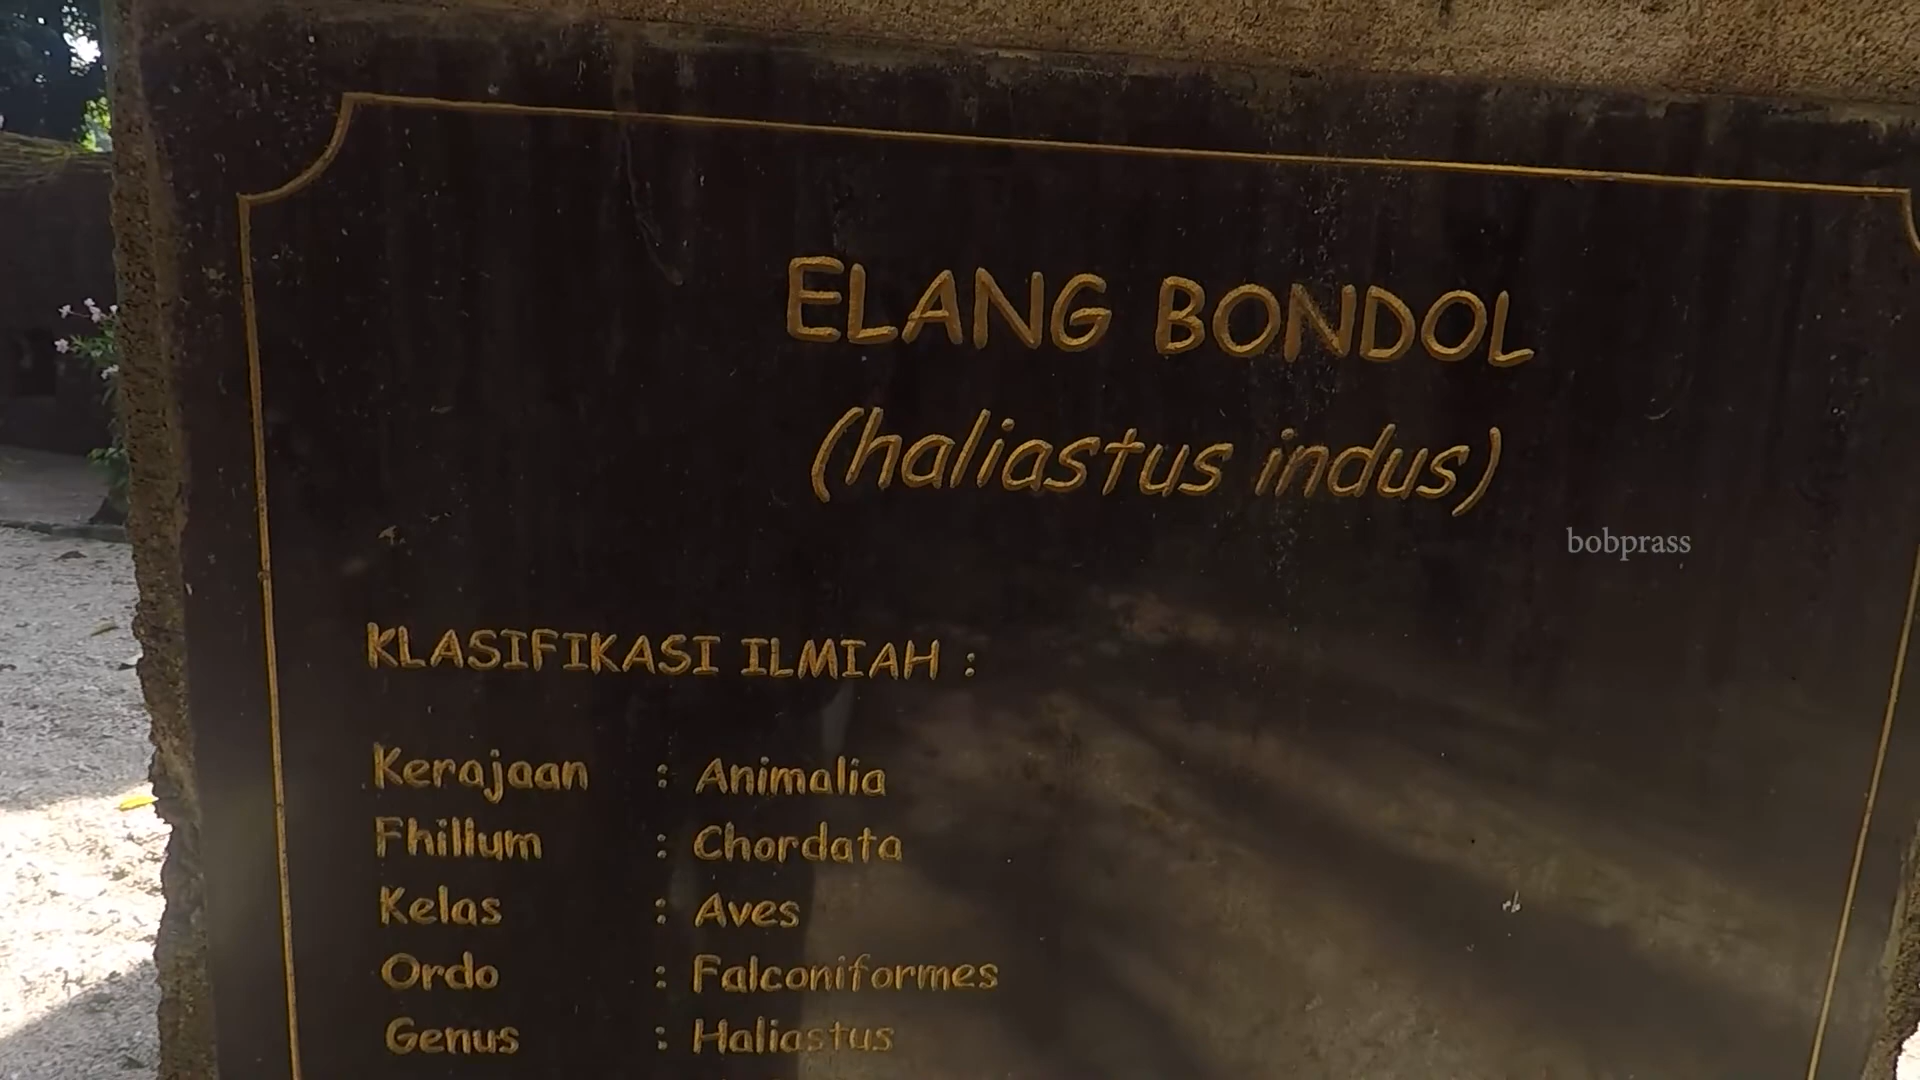 ELANG BONDOL
(haliastus indus)
bobprass
KLASIFIKASI ILMIAH :
Kerajaan : Animalia
Fhillum : Chordata
Kelas : Aves
Ordo : Falconiformes
Genus : Haliastus